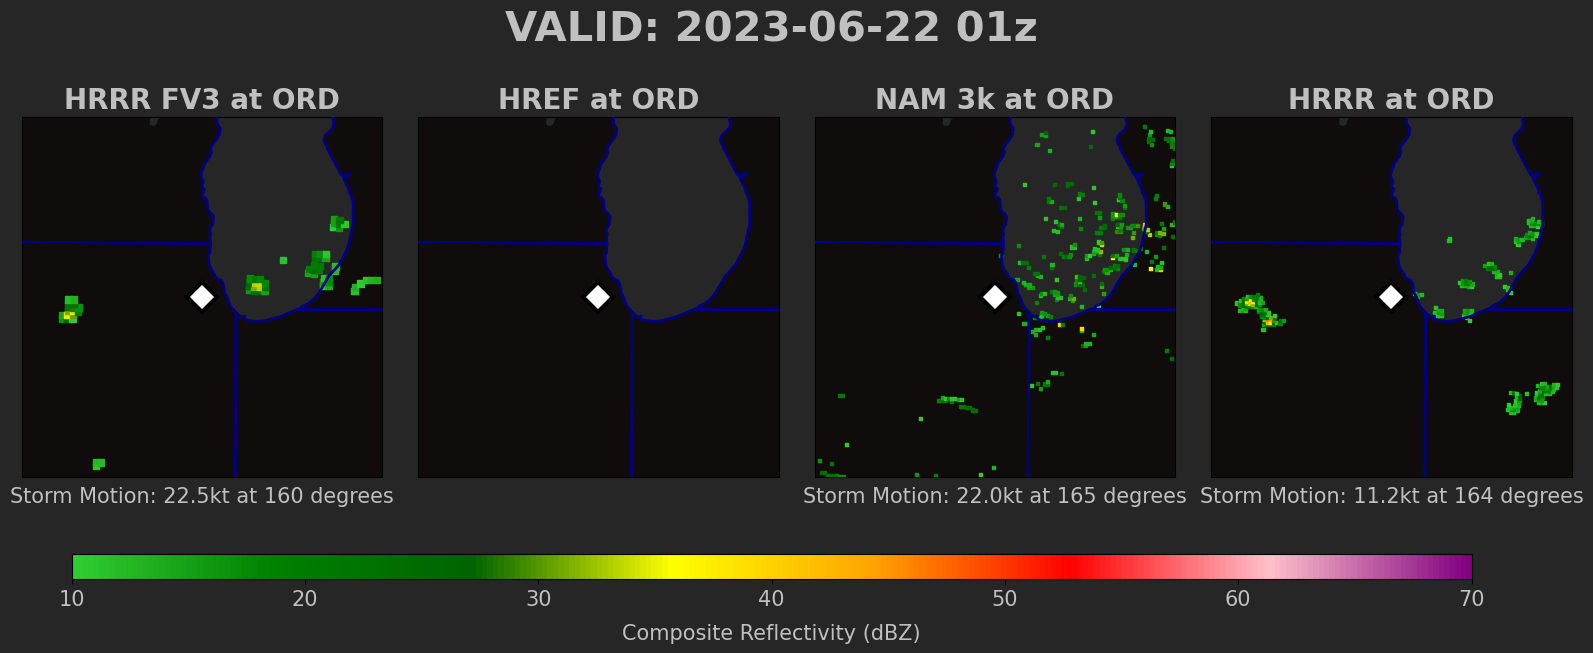 VALID: 2023-06-22 01z
HRRR FV3 at ORD
HREF at ORD
NAM 3k at ORD
HRRR at ORD
Storm Motion: 22.5kt at 160 degrees
Storm Motion: 22.0kt at 165 degrees
Storm Motion: 11.2kt at 164 degrees
10 20 30 40 50 60 70
Composite Reflectivity (dBZ)